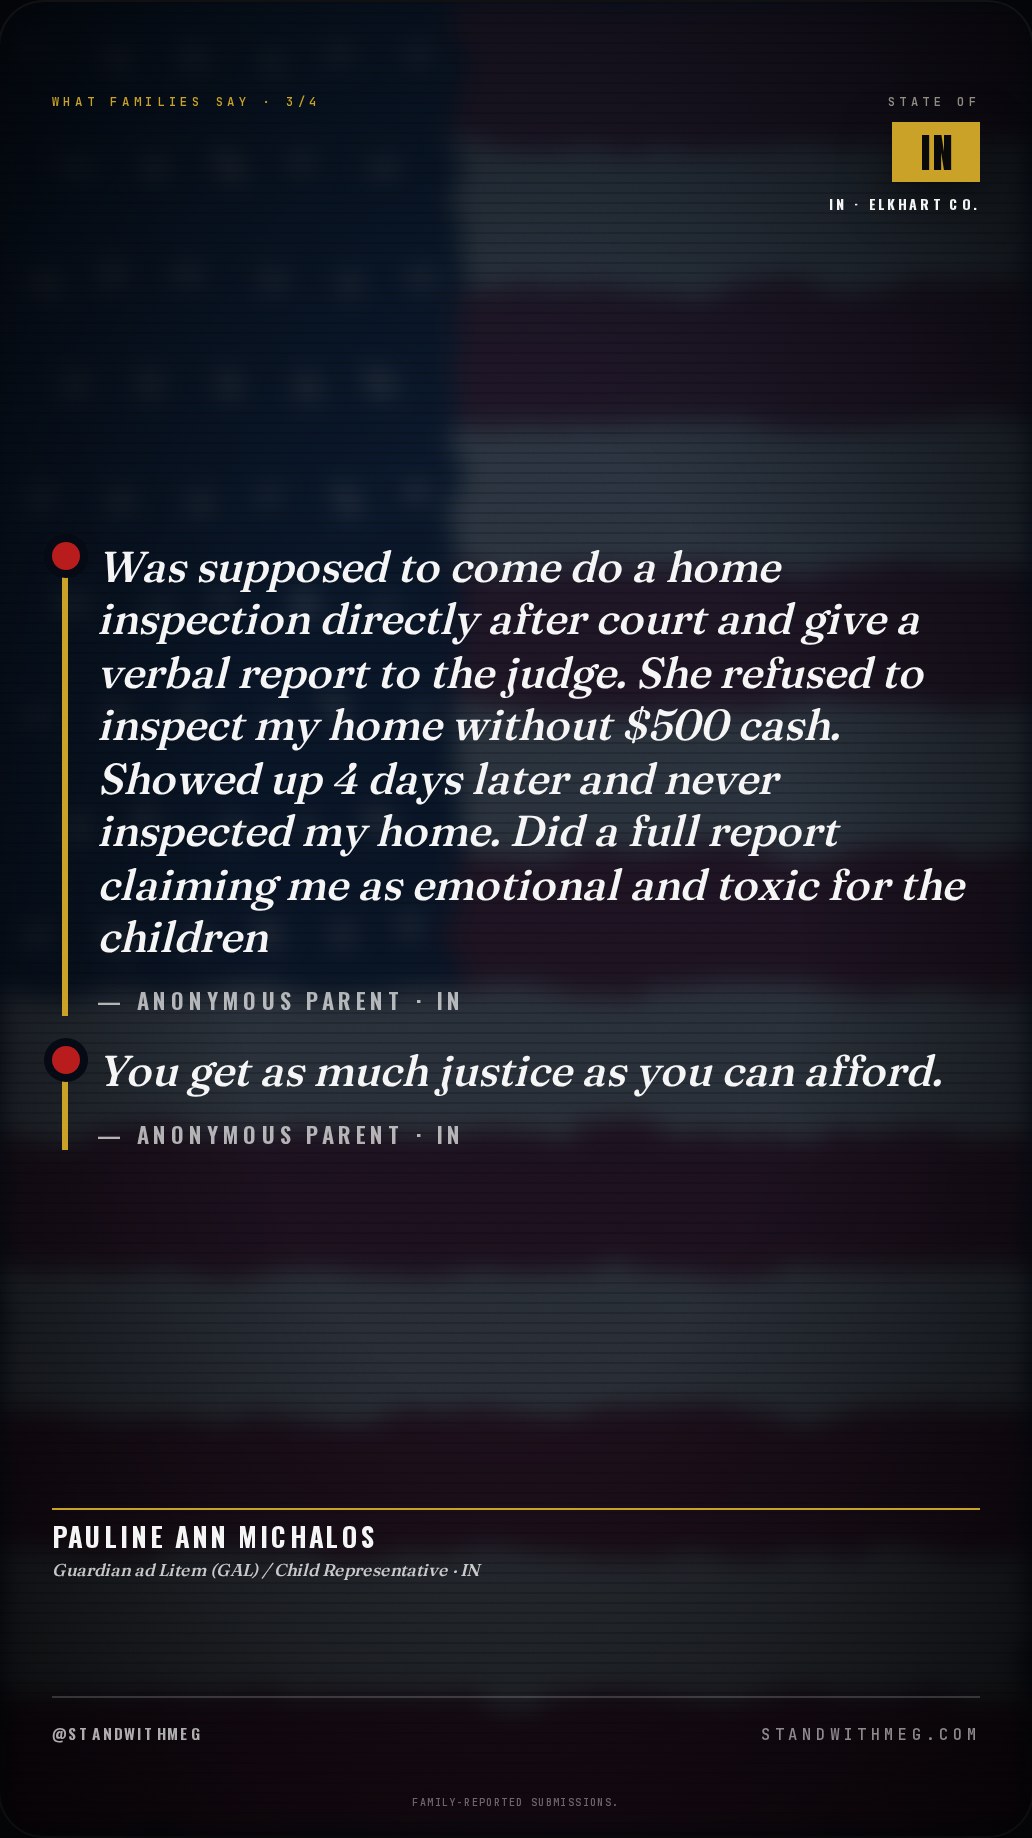 WHAT FAMILIES SAY · 3/4
STATE OF
IN
IN · ELKHART CO.
Was supposed to come do a home
inspection directly after court and give a
verbal report to the judge. She refused to
inspect my home without $500 cash.
Showed up 4 days later and never
inspected my home. Did a full report
claiming me as emotional and toxic for the
children
— ANONYMOUS PARENT · IN
You get as much justice as you can afford.
— ANONYMOUS PARENT · IN
PAULINE ANN MICHALOS
Guardian ad Litem (GAL) / Child Representative · IN
@STANDWITHMEG
STANDWITHMEG.COM
FAMILY-REPORTED SUBMISSIONS.